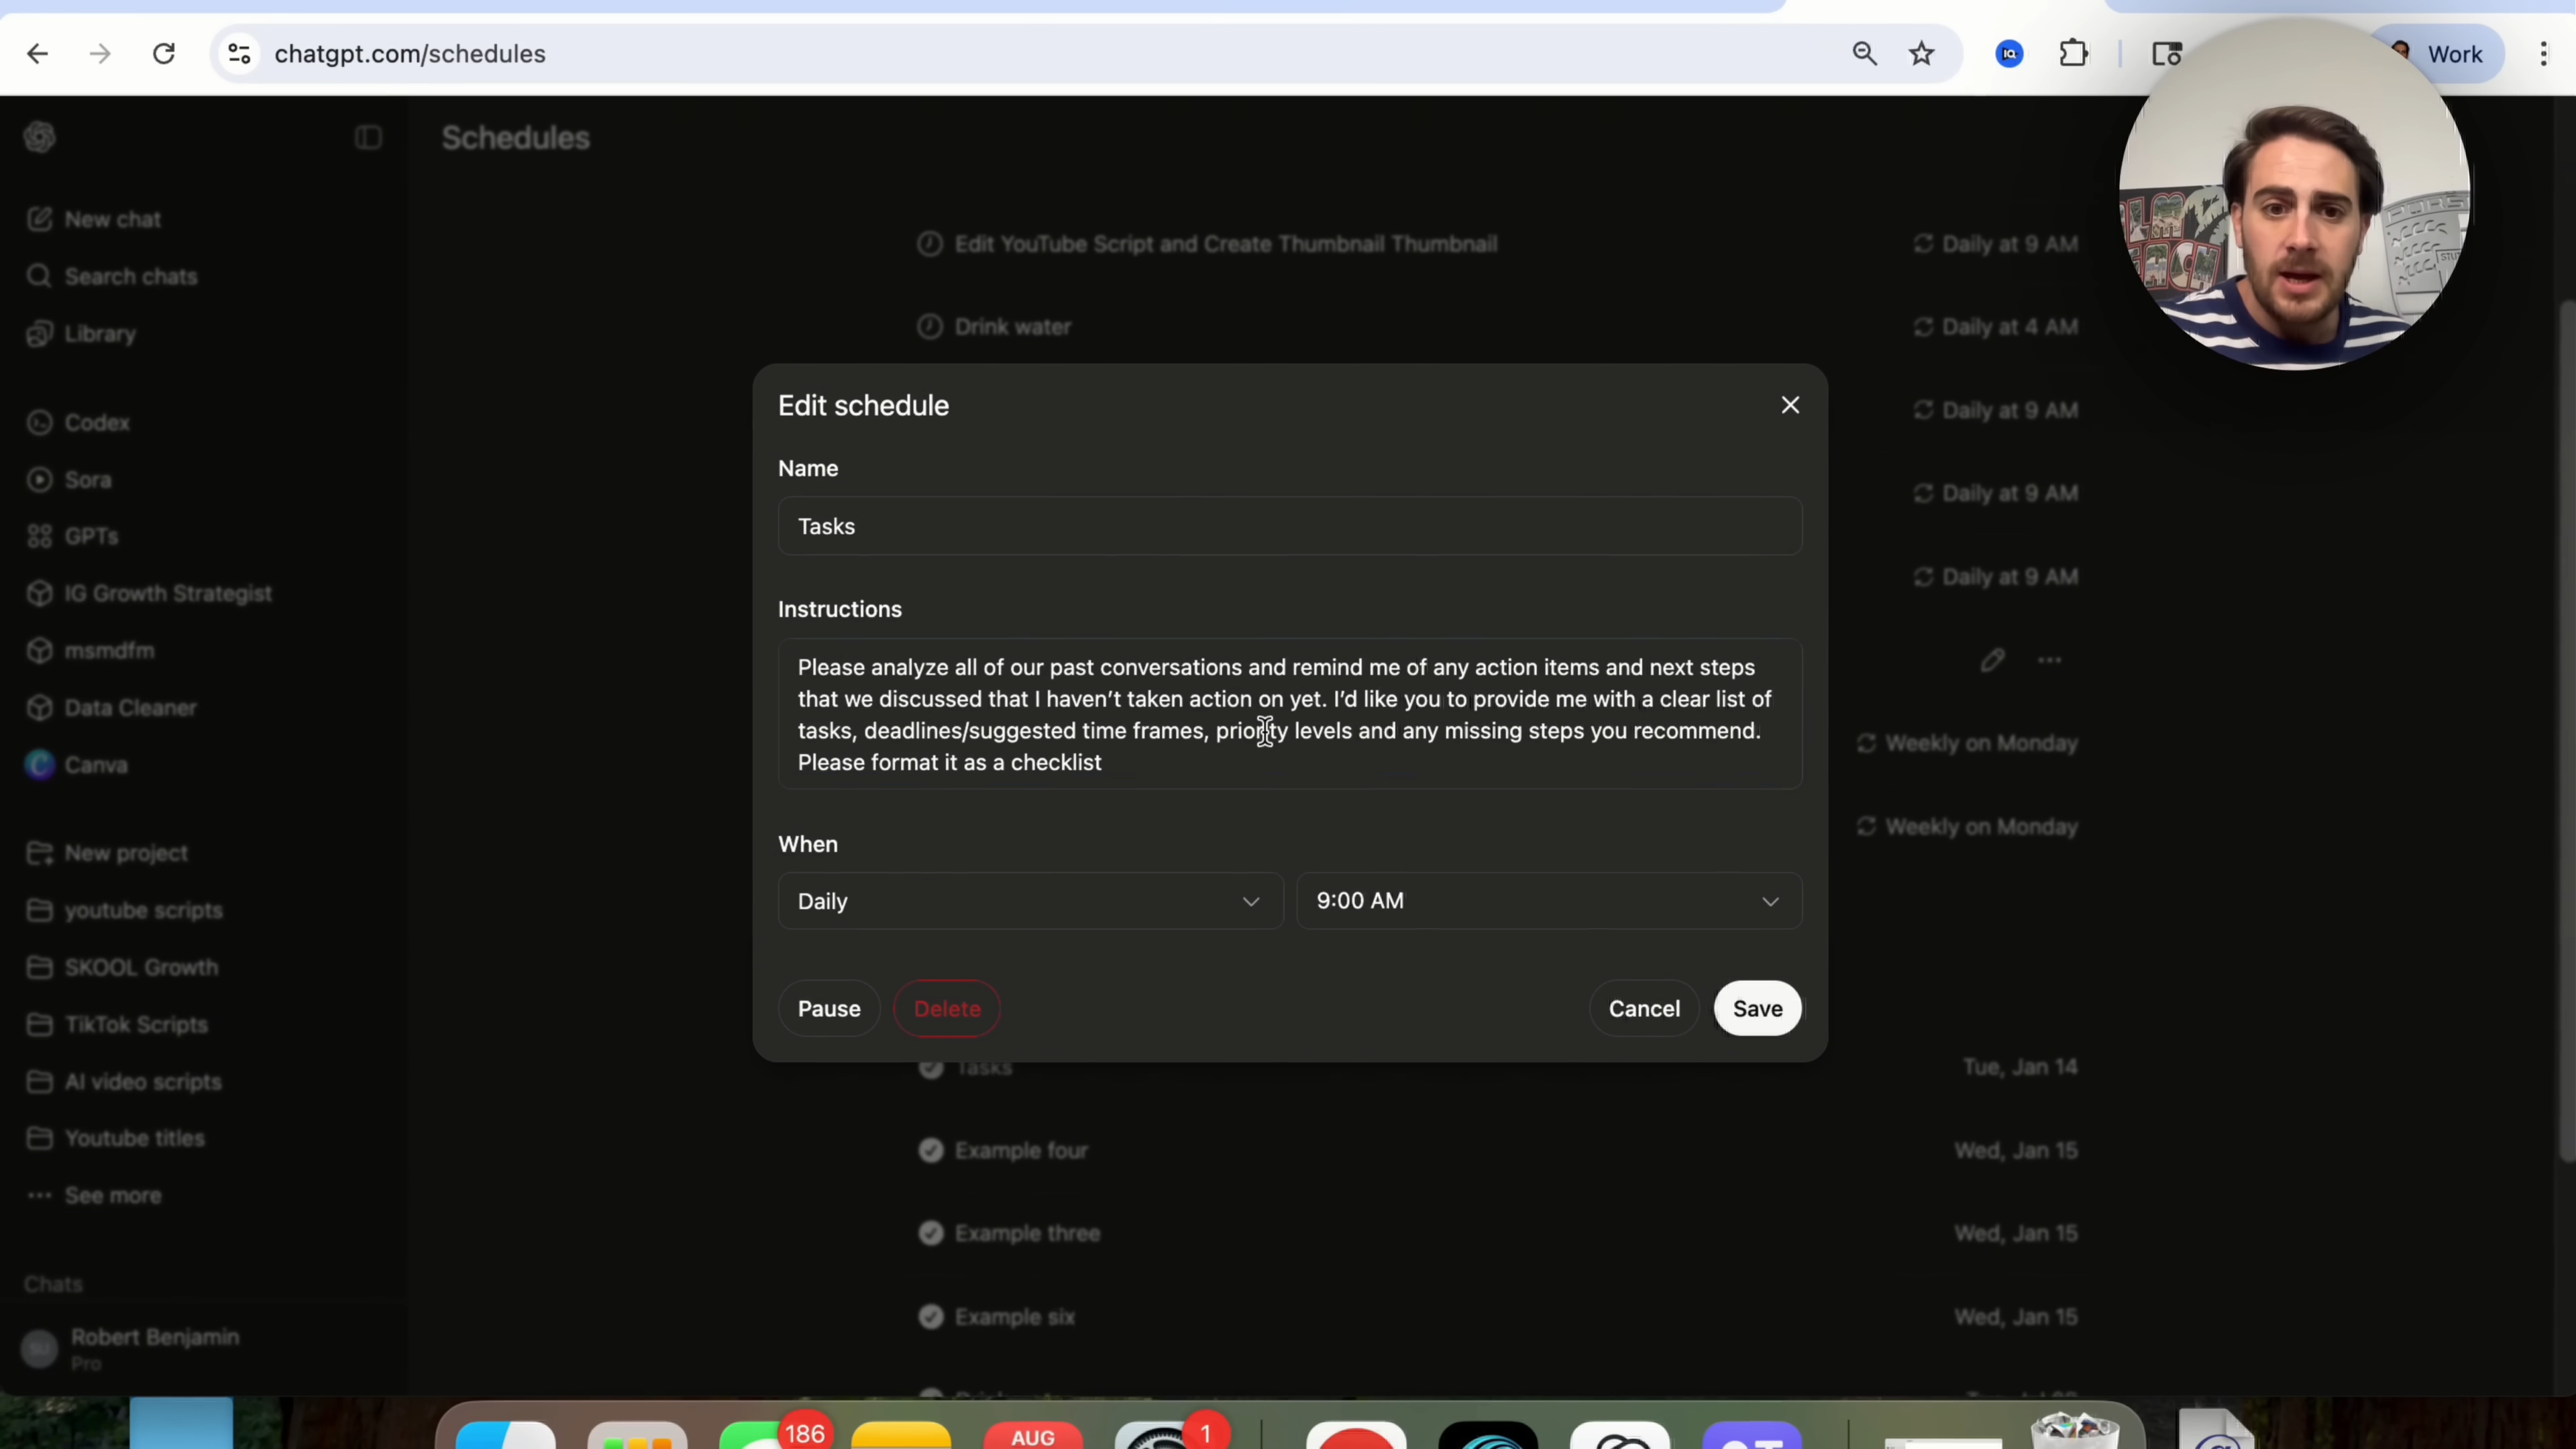 chatgpt.com/schedules
Work
Schedules
New chat
Search chats
Library
Codex
Sora
GPTs
IG Growth Strategist
msmdfm
Data Cleaner
Canva
New project
youtube scripts
SKOOL Growth
TikTok Scripts
AI video scripts
Youtube titles
See more
Chats
Robert Benjamin
Pro
Edit YouTube Script and Create Thumbnail Thumbnail
Daily at 9 AM
Drink water
Daily at 4 AM
Daily at 9 AM
Daily at 9 AM
Daily at 9 AM
Weekly on Monday
Weekly on Monday
Edit schedule
Name
Tasks
Instructions
Please analyze all of our past conversations and remind me of any action items and next steps
that we discussed that I haven’t taken action on yet. I’d like you to provide me with a clear list of
tasks, deadlines/suggested time frames, priority levels and any missing steps you recommend.
Please format it as a checklist
When
Daily
9:00 AM
Pause
Delete
Cancel
Save
Tasks
Tue, Jan 14
Example four
Wed, Jan 15
Example three
Wed, Jan 15
Example six
Wed, Jan 15
186
AUG
1